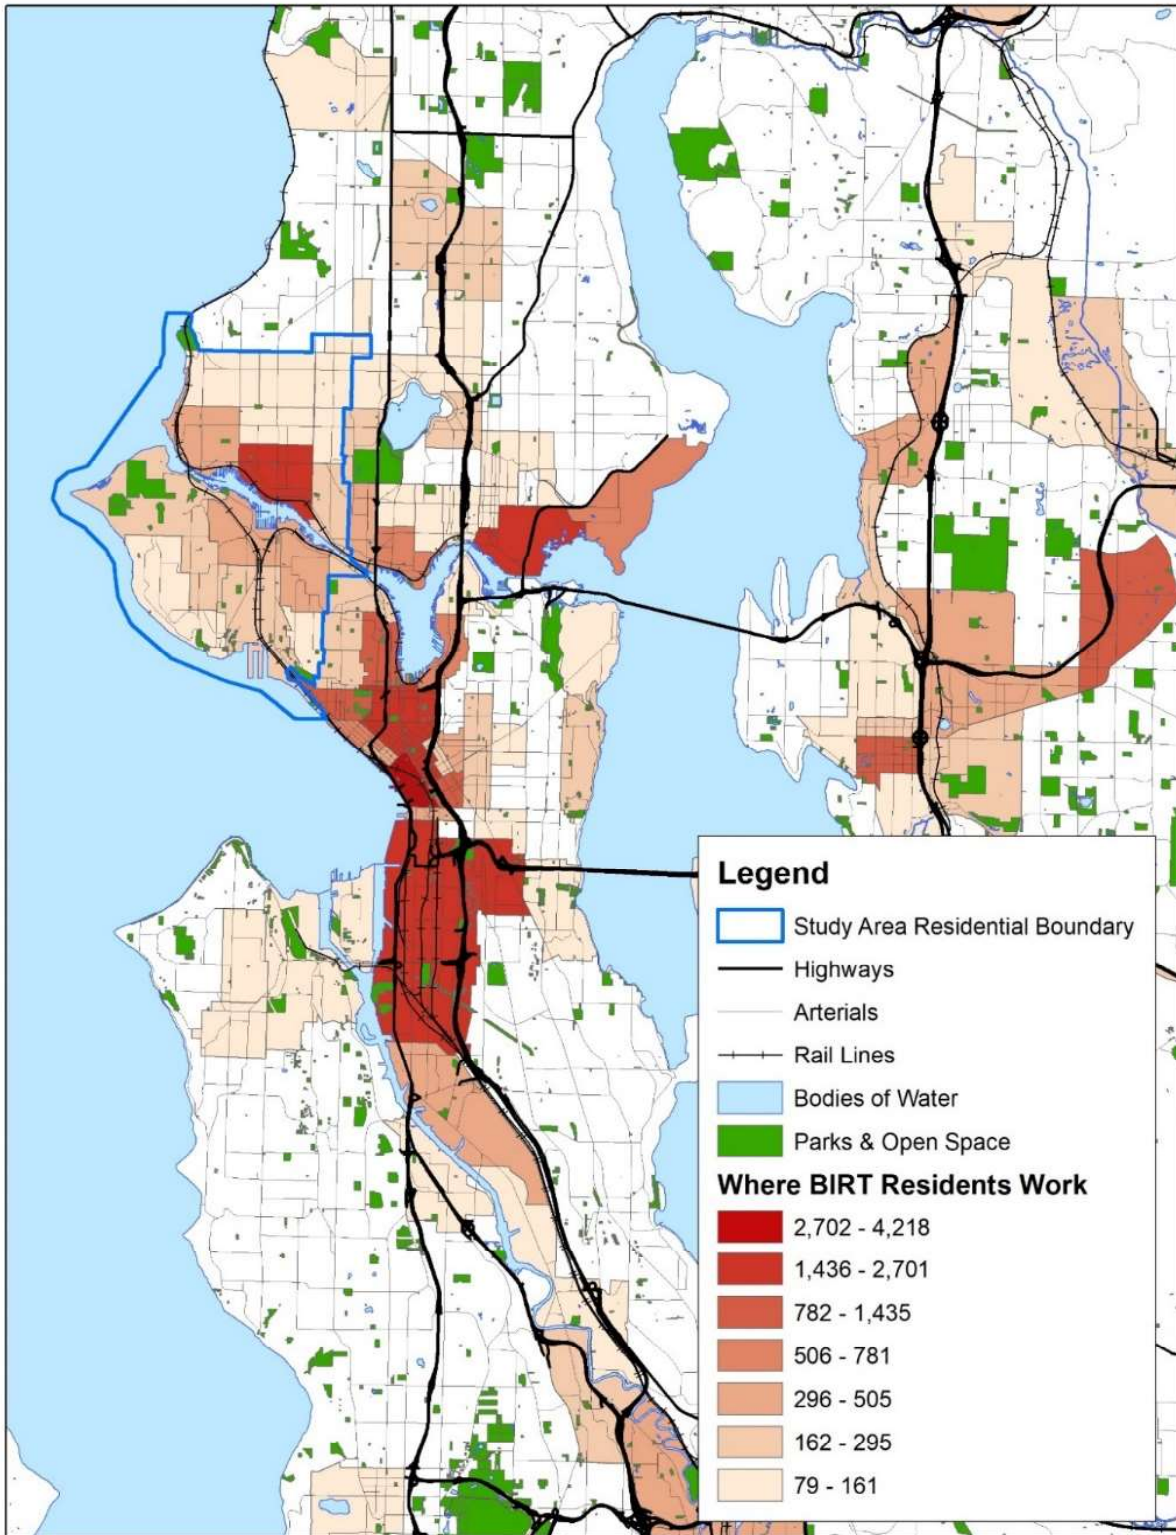 Legend
Study Area Residential Boundary
Highways
Arterials
Rail Lines
Bodies of Water
Parks & Open Space
Where BIRT Residents Work
2,702 - 4,218
1,436 - 2,701
782 - 1,435
506 - 781
296 - 505
162 - 295
79 - 161